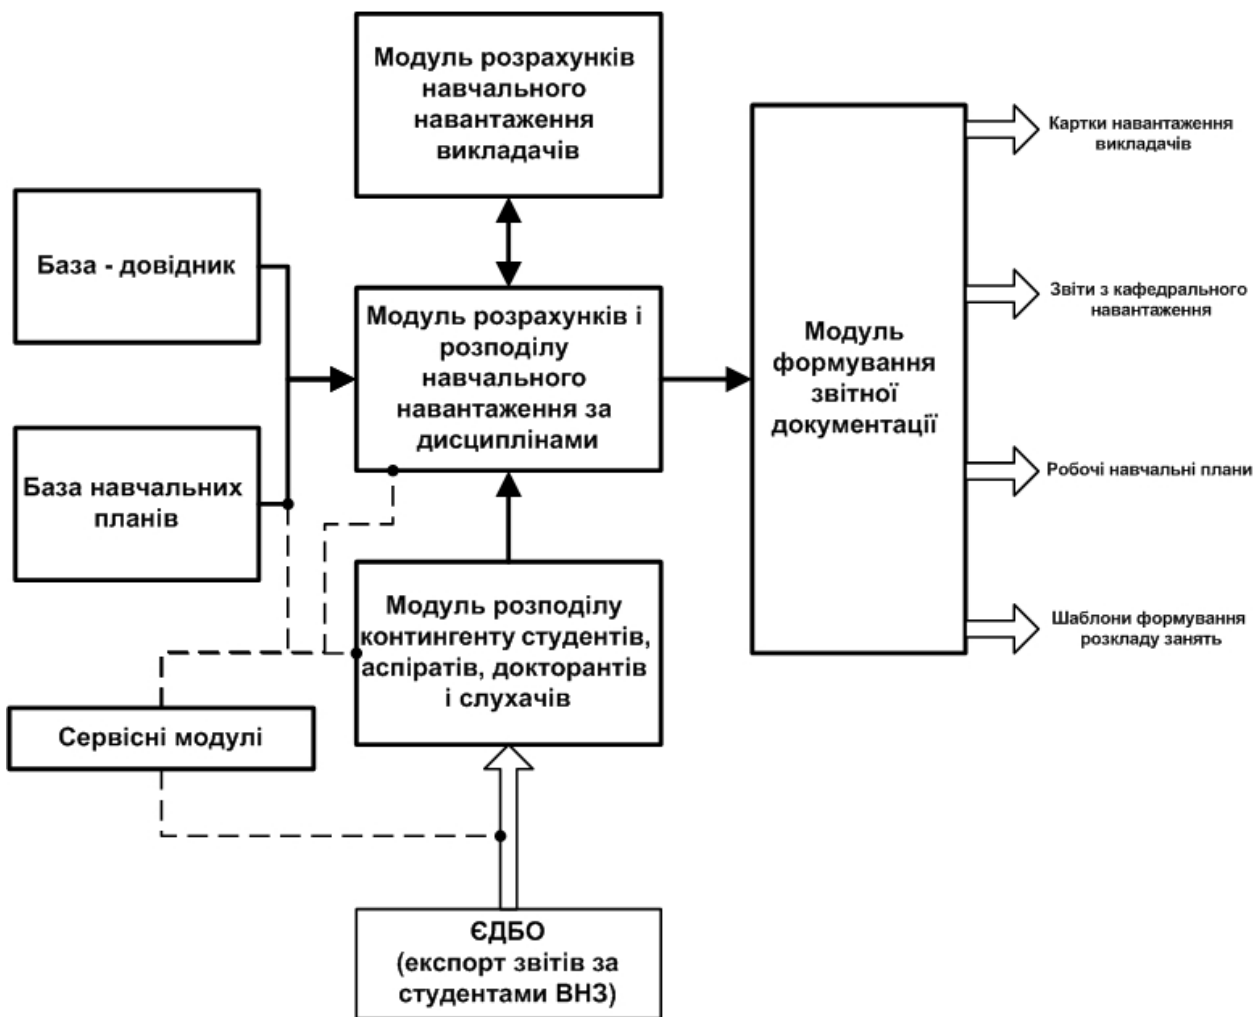 Модуль розрахунків
навчального
навантаження
викладачів
База - довідник
База навчальних
планів
Модуль розрахунків і
розподілу
навчального
навантаження за
дисциплінами
Модуль розподілу
контингенту студентів,
аспіратів, докторантів
і слухачів
Сервісні модулі
ЄДБО
(експорт звітів за
студентами ВНЗ)
Модуль
формування
звітної
документації
Картки навантаження
викладачів
Звіти з кафедрального
навантаження
Робочі навчальні плани
Шаблони формування
розкладу занять